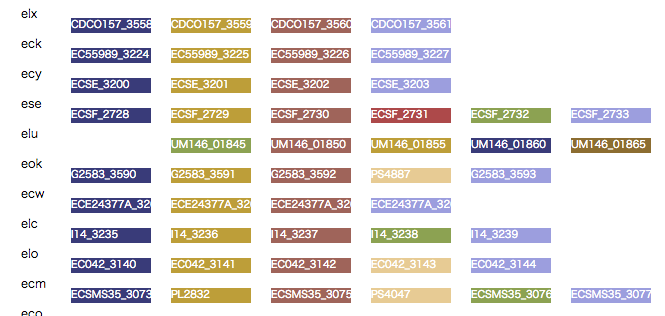 elx
CDCO157_3558 CDCO157_3559 CDCO157_3560 CDCO157_3561
eck
EC55989_3224 EC55989_3225 EC55989_3226 EC55989_3227
ecy
ECSE_3200 ECSE_3201 ECSE_3202 ECSE_3203
ese
ECSF_2728 ECSF_2729 ECSF_2730 ECSF_2731 ECSF_2732 ECSF_2733
elu
UM146_01845 UM146_01850 UM146_01855 UM146_01860 UM146_01865
eok
G2583_3590 G2583_3591 G2583_3592 PS4887 G2583_3593
ecw
ECE24377A_32 ECE24377A_32 ECE24377A_32 ECE24377A_32
elc
I14_3235 I14_3236 I14_3237 I14_3238 I14_3239
elo
EC042_3140 EC042_3141 EC042_3142 EC042_3143 EC042_3144
ecm
ECSMS35_3073 PL2832 ECSMS35_3075 PS4047 ECSMS35_3076 ECSMS35_3077
eco